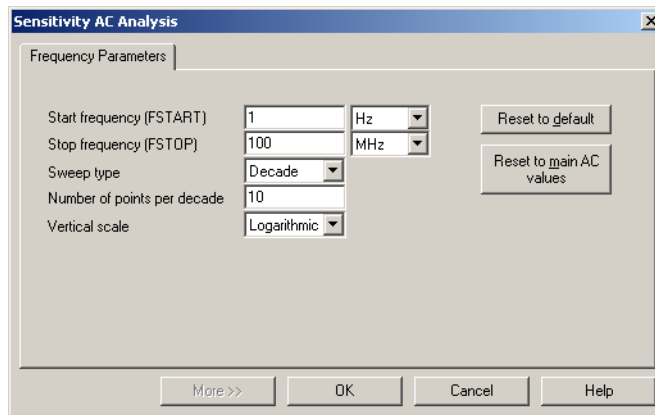 Sensitivity AC Analysis
Frequency Parameters
Start frequency (FSTART) 1 Hz
Stop frequency (FSTOP) 100 MHz
Sweep type Decade
Number of points per decade 10
Vertical scale Logarithmic
Reset to default
Reset to main AC
values
More >> OK Cancel Help